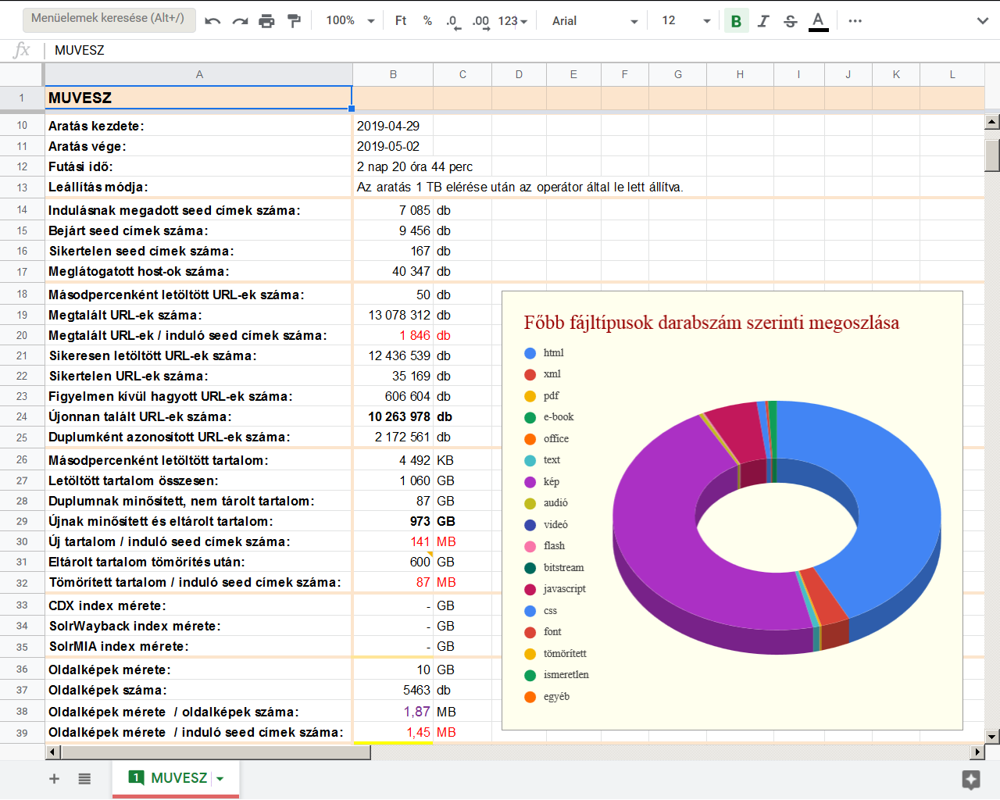 Menüelemek keresése (Alt+/)
100% Ft % .0 .00 123 Arial 12 B I S A
fx MUVESZ
A B C D E F G H I J K L
1 MUVESZ
10 Aratás kezdete: 2019-04-29
11 Aratás vége: 2019-05-02
12 Futási idő: 2 nap 20 óra 44 perc
13 Leállítás módja: Az aratás 1 TB elérése után az operátor által le lett állítva.
14 Indulásnak megadott seed címek száma: 7 085 db
15 Bejárt seed címek száma: 9 456 db
16 Sikertelen seed címek száma: 167 db
17 Meglátogatott host-ok száma: 40 347 db
18 Másodpercenként letöltött URL-ek száma: 50 db
19 Megtalált URL-ek száma: 13 078 312 db
20 Megtalált URL-ek / induló seed címek száma: 1 846 db
21 Sikeresen letöltött URL-ek száma: 12 436 539 db
22 Sikertelen URL-ek száma: 35 169 db
23 Figyelmen kívül hagyott URL-ek száma: 606 604 db
24 Újonnan talált URL-ek száma: 10 263 978 db
25 Duplumként azonosított URL-ek száma: 2 172 561 db
26 Másodpercenként letöltött tartalom: 4 492 KB
27 Letöltött tartalom összesen: 1 060 GB
28 Duplumnak minősített, nem tárolt tartalom: 87 GB
29 Újnak minősített és eltárolt tartalom: 973 GB
30 Új tartalom / induló seed címek száma: 141 MB
31 Eltárolt tartalom tömörítés után: 600 GB
32 Tömörített tartalom / induló seed címek száma: 87 MB
33 CDX index mérete: - GB
34 SolrWayback index mérete: - GB
35 SolrMIA index mérete: - GB
36 Oldalképek mérete: 10 GB
37 Oldalképek száma: 5463 db
38 Oldalképek mérete / oldalképek száma: 1,87 MB
39 Oldalképek mérete / induló seed címek száma: 1,45 MB
Főbb fájltípusok darabszám szerinti megoszlása
html
xml
pdf
e-book
office
text
kép
audió
videó
flash
bitstream
javascript
css
font
tömörített
ismeretlen
egyéb
1 MUVESZ